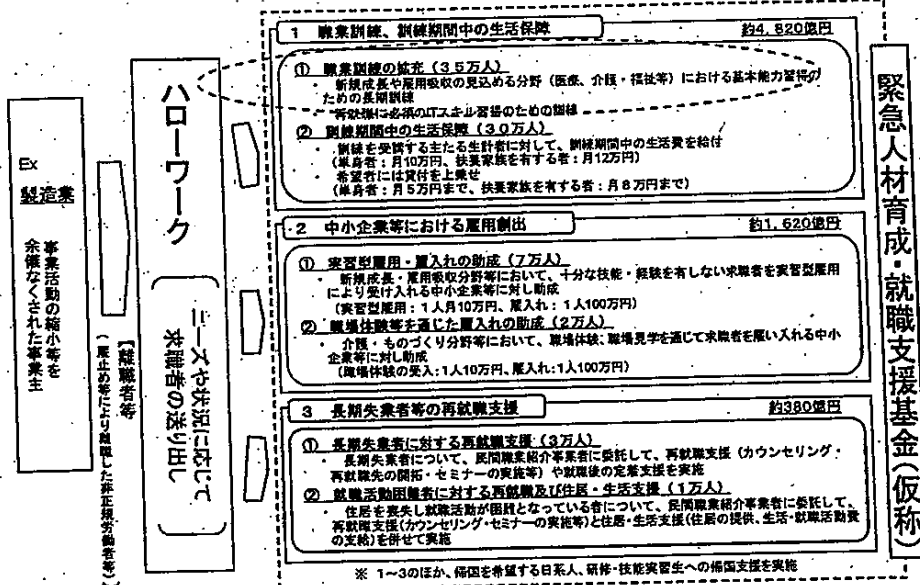 緊急人材育成・就職支援基金(仮称)
1 職業訓練、訓練期間中の生活保障
約4,820億円
① 職業訓練の拡充(35万人)
・ 新規成長や雇用吸収の見込める分野(医療、介護・福祉等)における基本能力習得の
ための長期訓練
・ 再就職に必須のITスキル習得のための訓練
② 訓練期間中の生活保障(30万人)
・ 訓練を受講する主たる生計者に対して、訓練期間中の生活費を給付
(単身者:月10万円、扶養家族を有する者:月12万円)
・ 希望者には貸付を上乗せ
(単身者:月5万円まで、扶養家族を有する者:月8万円まで)
2 中小企業等における雇用創出
約1,620億円
① 実習型雇用・雇入れの助成(7万人)
・ 新規成長・雇用吸収分野等において、十分な技能・経験を有しない求職者を実習型雇用
により受け入れる中小企業等に対し助成
(実習型雇用:1人月10万円、雇入れ:1人100万円)
② 職場体験等を通じた雇入れの助成(2万人)
・ 介護・ものづくり分野等において、職場体験、職場見学を通じて求職者を雇い入れる中小
企業等に対し助成
(職場体験の受入:1人10万円、雇入れ:1人100万円)
3 長期失業者等の再就職支援
約380億円
① 長期失業者に対する再就職支援(3万人)
・ 長期失業者について、民間職業紹介事業者に委託して、再就職支援(カウンセリング・
再就職先の開拓・セミナーの実施等)や就職後の定着支援を実施
② 就職活動困難者に対する再就職及び住居・生活支援(1万人)
・ 住居を喪失し就職活動が困難となっている者について、民間職業紹介事業者に委託して、
再就職支援(カウンセリング・セミナーの実施等)と住居・生活支援(住居の提供、生活・就職活動費
の支給)を併せて実施
※ 1~3のほか、帰国を希望する日系人、研修・技能実習生への帰国支援を実施
ハローワーク
ニーズや状況に応じて
求職者の送り出し
【離職者等
(雇止め等により離職した非正規労働者等)
Ex
製造業
事業活動の縮小等を
余儀なくされた事業主